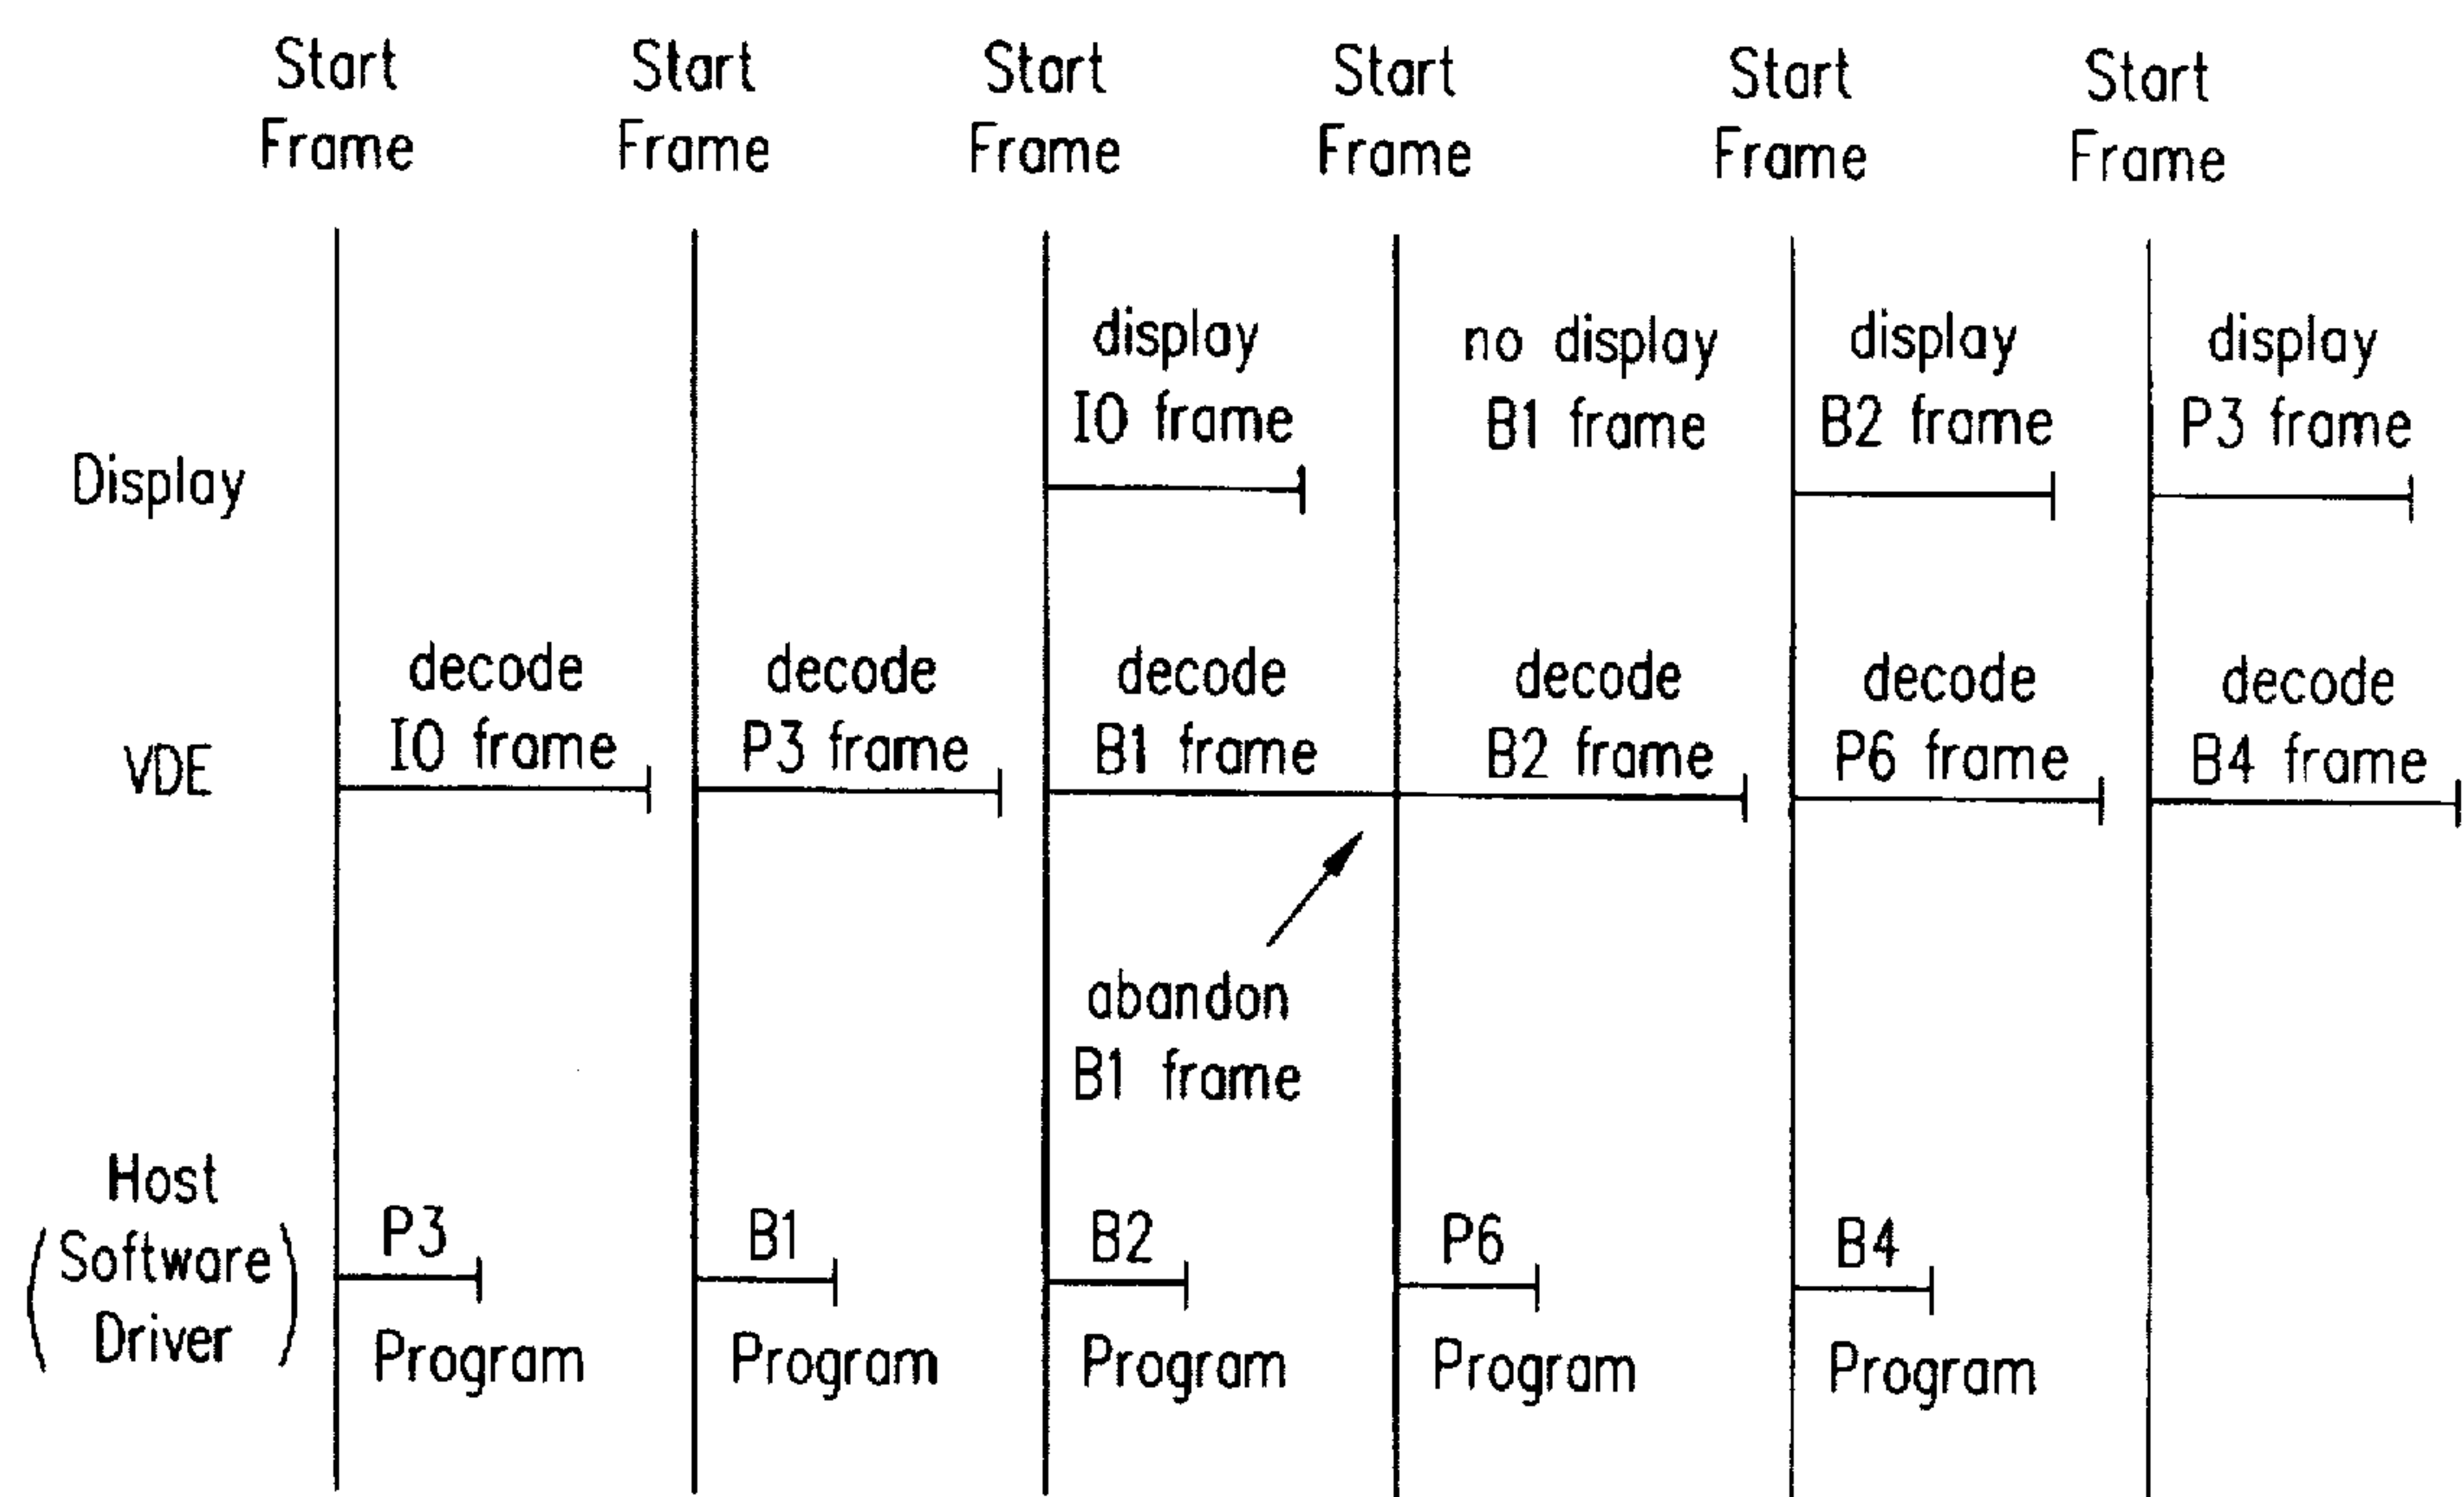 Start
Frame
Start
Frame
Start
Frame
Start
Frame
Start
Frame
Start
Frame
Display
display
I0 frame
no display
B1 frame
display
B2 frame
display
P3 frame
VDE
decode
I0 frame
decode
P3 frame
decode
B1 frame
decode
B2 frame
decode
P6 frame
decode
B4 frame
abandon
B1 frame
Host
(Software
Driver)
P3
Program
B1
Program
B2
Program
P6
Program
B4
Program